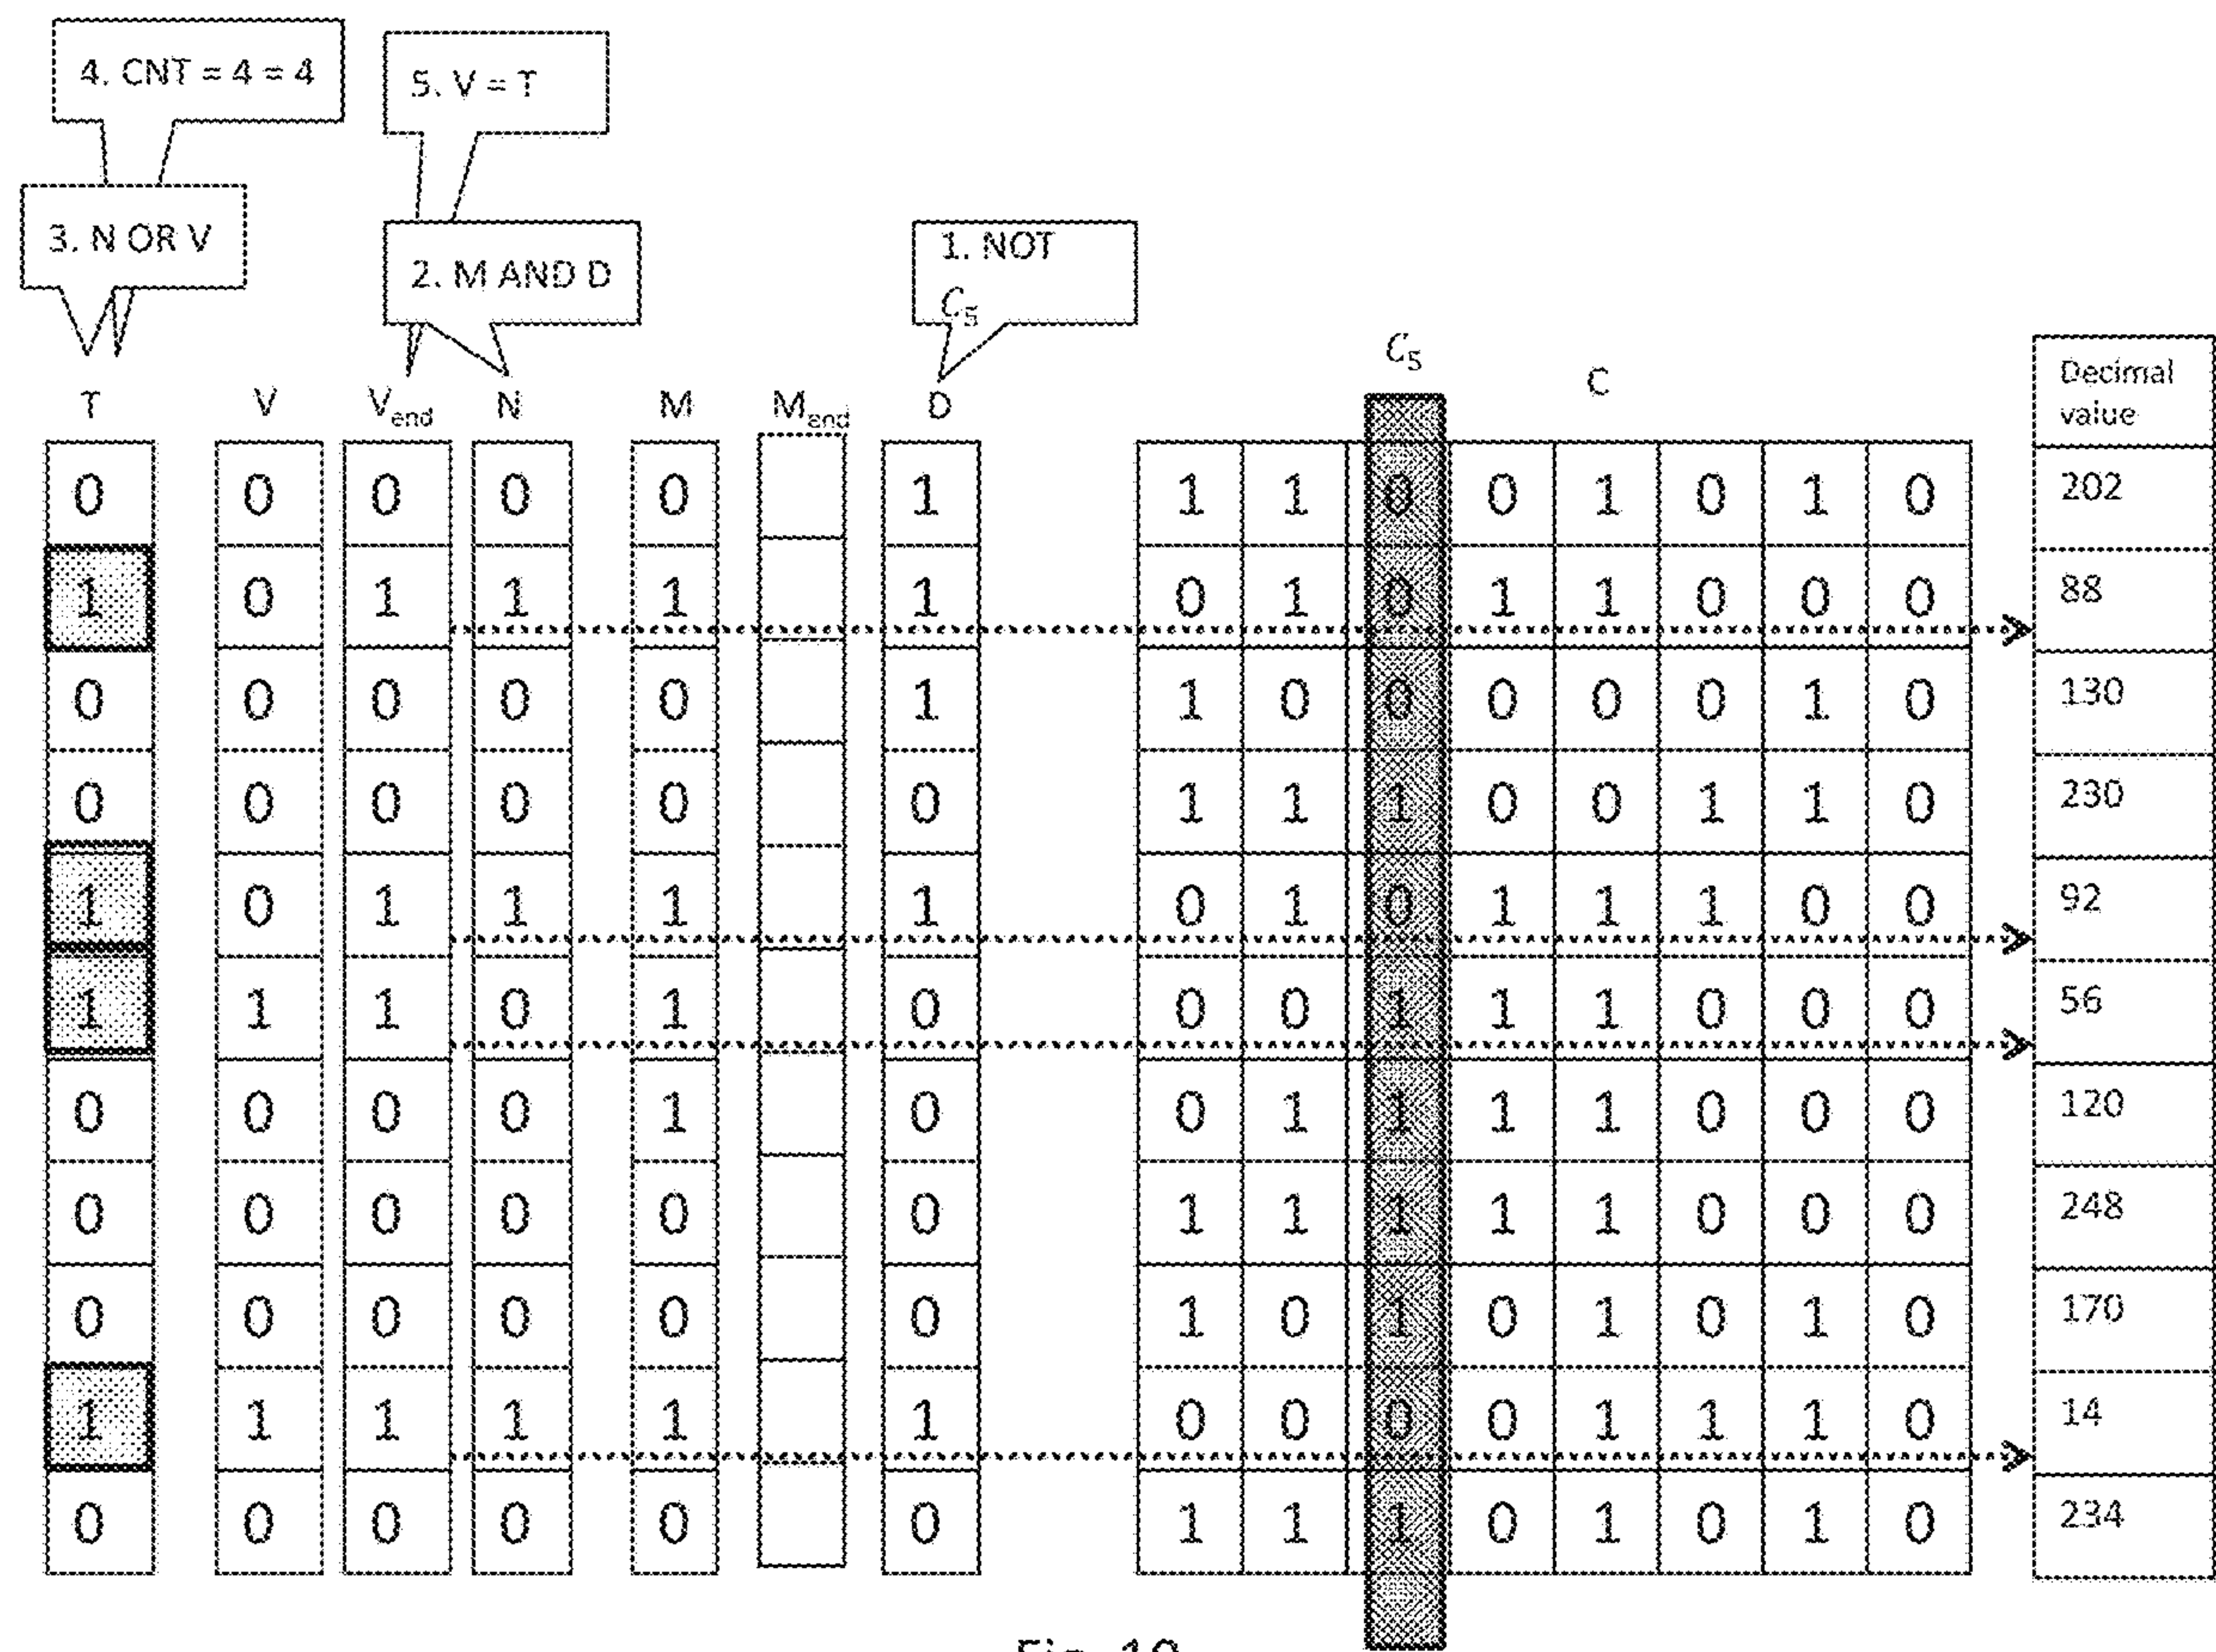 4. CNT = 4 = 4
5. V = T
3. N OR V
2. M AND D
1. NOT
C5
T V Vend N M Mend D C5 C Decimal
value
0 0 0 0 0 1 1 1 0 0 1 0 1 0 202
1 0 1 1 1 1 0 1 0 1 1 0 0 0 88
0 0 0 0 0 1 1 0 0 0 0 0 1 0 130
0 0 0 0 0 0 1 1 1 0 0 1 1 0 230
1 0 1 1 1 1 0 1 0 1 1 1 0 0 92
1 1 1 0 1 0 0 0 1 1 1 0 0 0 56
0 0 0 0 1 0 0 1 1 1 1 0 0 0 120
0 0 0 0 0 0 1 1 1 1 1 0 0 0 248
0 0 0 0 0 0 1 0 1 0 1 0 1 0 170
1 1 1 1 1 1 0 0 0 0 1 1 1 0 14
0 0 0 0 0 0 1 1 1 0 1 0 1 0 234